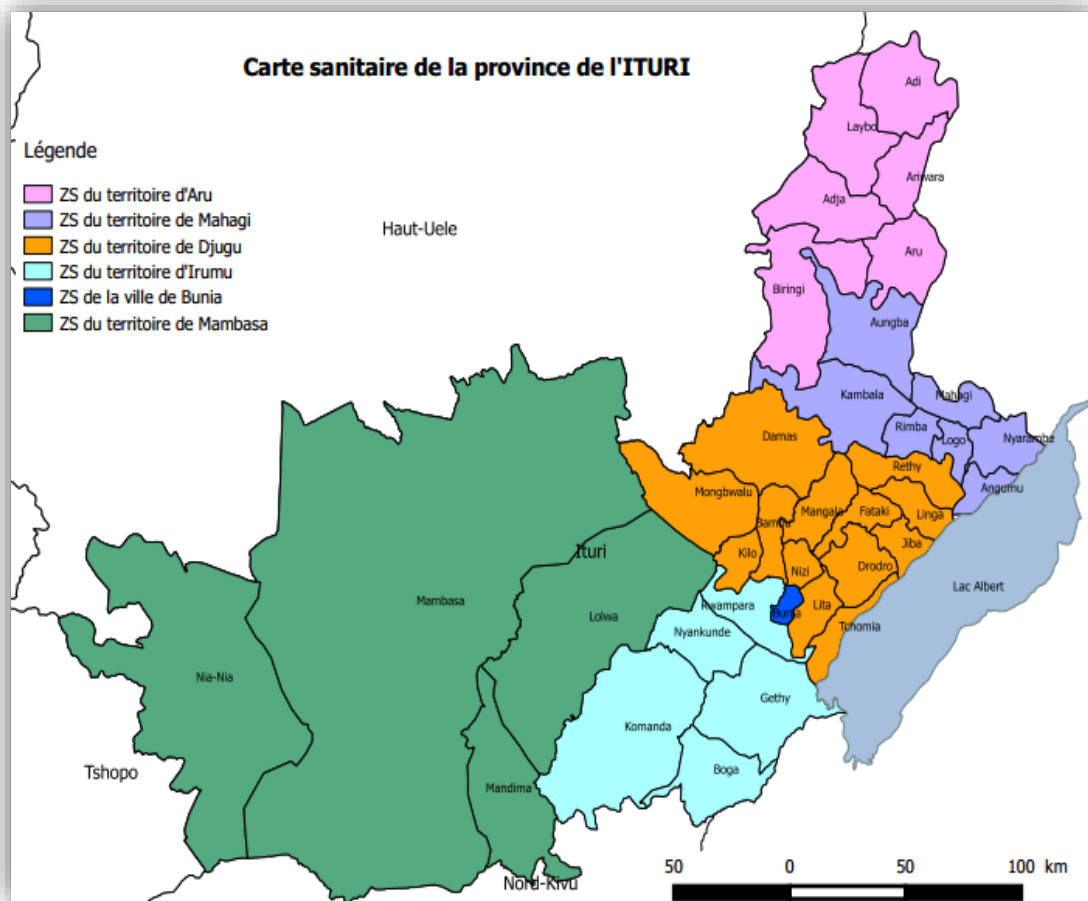 Carte sanitaire de la province de l'ITURI
Légende
ZS du territoire d'Aru
ZS du territoire de Mahagi
ZS du territoire de Djugu
ZS du territoire d'Irumu
ZS de la ville de Bunia
ZS du territoire de Mambasa
Haut-Uele
Adi
Laybo
Ariwara
Adja
Aru
Biringi
Aungba
Kambala
Mahagi
Rimba
Logo
Nyarambe
Angumu
Damas
Rethy
Mongbwalu
Bambu
Mangala
Fataki
Linga
Jiba
Kilo
Nizi
Drodro
Ituri
Mambasa
Lolwa
Rwampara
Bunia
Lita
Tchomia
Lac Albert
Nyankunde
Nia-Nia
Gethy
Komanda
Boga
Tshopo
Mandima
Nord-Kivu
50 0 50 100 km